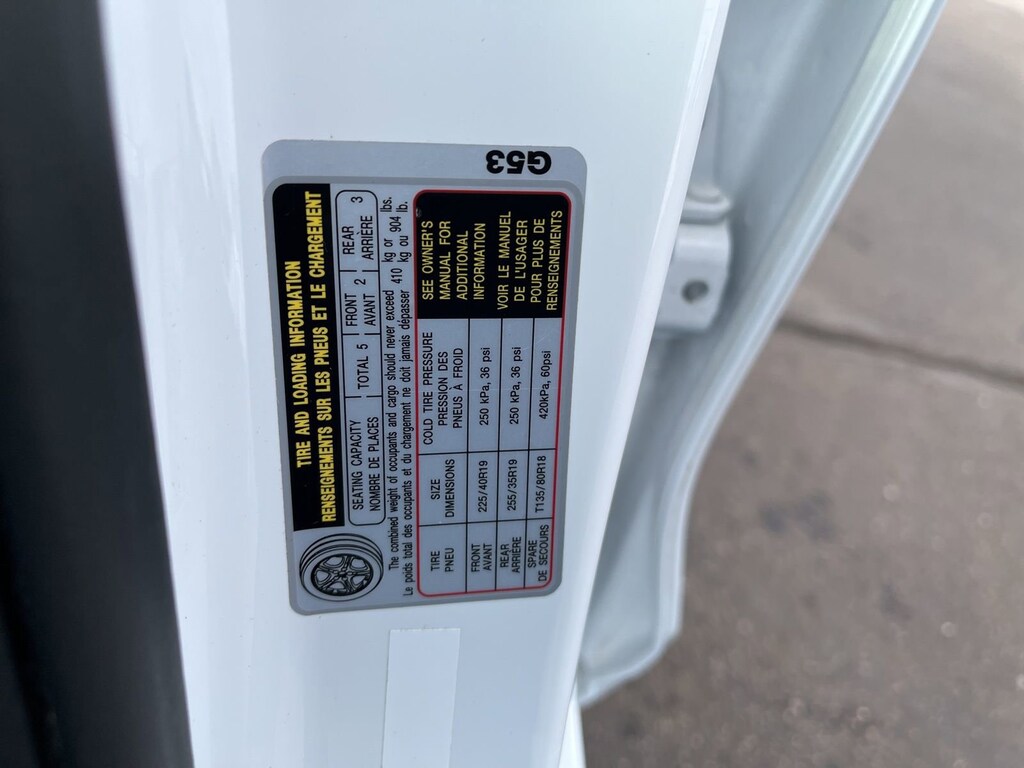 G53
TIRE AND LOADING INFORMATION
RENSEIGNEMENTS SUR LES PNEUS ET LE CHARGEMENT
SEATING CAPACITY TOTAL 5 FRONT 2 REAR 3
NOMBRE DE PLACES AVANT ARRIÈRE
The combined weight of occupants and cargo should never exceed 410 kg or 904 lbs.
Le poids total des occupants et du chargement ne doit jamais dépasser kg ou lb.
TIRE
PNEU
SIZE
DIMENSIONS
COLD TIRE PRESSURE
PRESSION DES
PNEUS À FROID
SEE OWNER'S
MANUAL FOR
ADDITIONAL
INFORMATION
VOIR LE MANUEL
DE L'USAGER
POUR PLUS DE
RENSEIGNEMENTS
FRONT
AVANT
225/40R19
250 kPa, 36 psi
REAR
ARRIÈRE
255/35R19
250 kPa, 36 psi
SPARE
DE SECOURS
T135/80R18
420kPa, 60psi